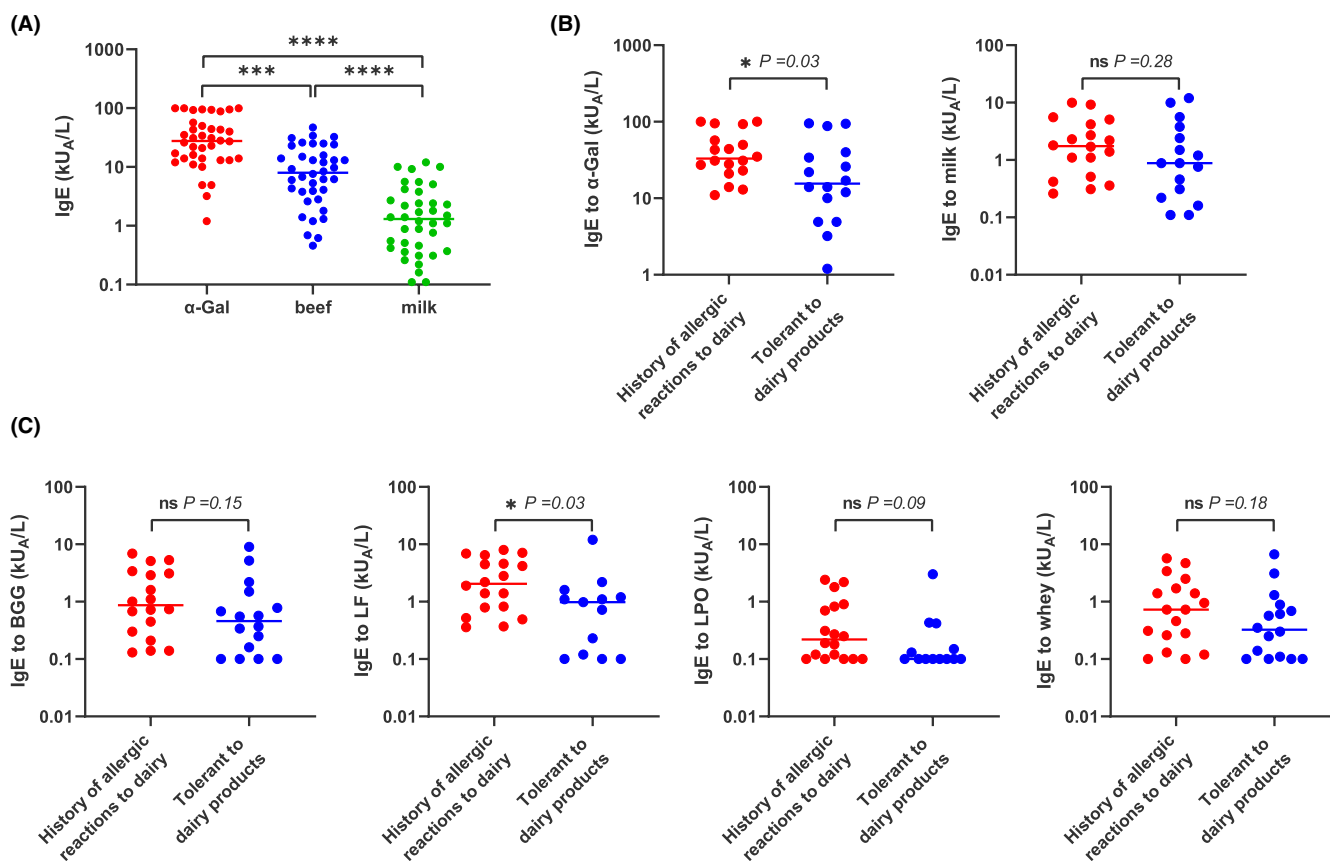 (A)
IgE (kUA/L)
1000
100
10
1
0.1
****
*** ****
α-Gal beef milk
(B)
IgE to α-Gal (kUA/L)
1000
100
10
1
* P =0.03
History of allergic
reactions to dairy
Tolerant to
dairy products
IgE to milk (kUA/L)
100
10
1
0.1
0.01
ns P =0.28
History of allergic
reactions to dairy
Tolerant to
dairy products
(C)
IgE to BGG (kUA/L)
100
10
1
0.1
0.01
ns P =0.15
History of allergic
reactions to dairy
Tolerant to
dairy products
IgE to LF (kUA/L)
100
10
1
0.1
0.01
* P =0.03
History of allergic
reactions to dairy
Tolerant to
dairy products
IgE to LPO (kUA/L)
100
10
1
0.1
0.01
ns P =0.09
History of allergic
reactions to dairy
Tolerant to
dairy products
IgE to whey (kUA/L)
100
10
1
0.1
0.01
ns P =0.18
History of allergic
reactions to dairy
Tolerant to
dairy products